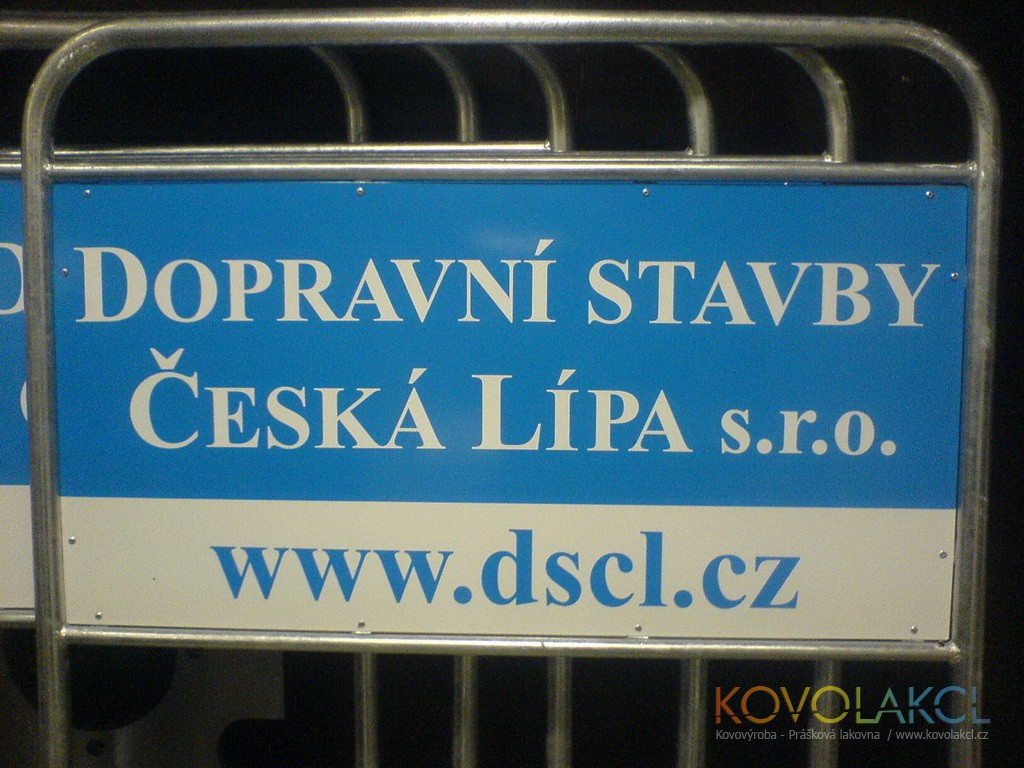 DOPRAVNÍ STAVBY
ČESKÁ LÍPA s.r.o.
www.dscl.cz
KOVOLAKCL
Kovovýroba - Prášková lakovna / www.kovolakcl.cz